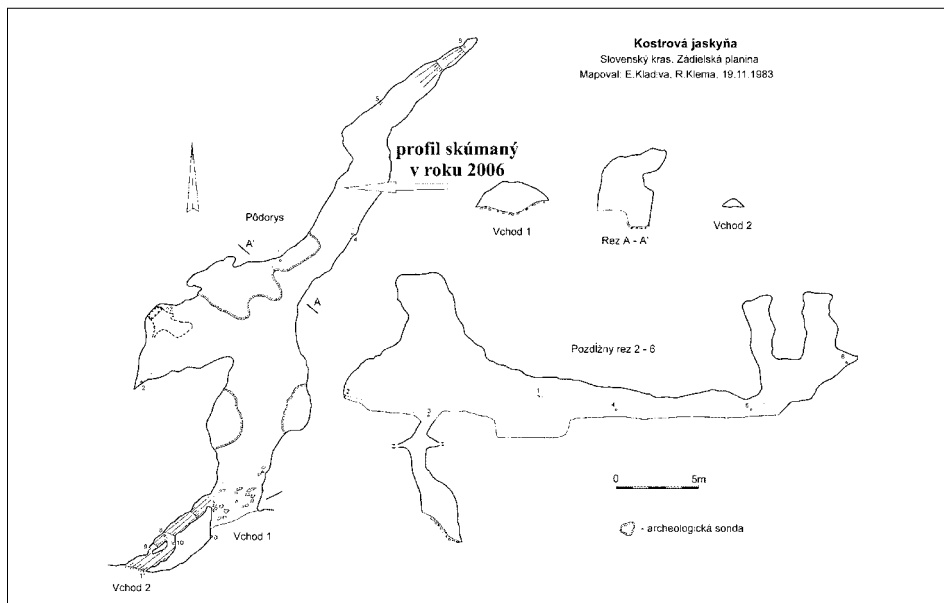 Kostrová jaskyňa
Slovenský kras. Zádielská planina
Mapoval: E.Kladiva. R.Klema. 19.11.1983
profil skúmaný
v roku 2006
Pôdorys
A'
A
Vchod 1
Rez A - A'
Vchod 2
Pozdĺžny rez 2 - 6
0 5m
- archeologická sonda
Vchod 1
Vchod 2